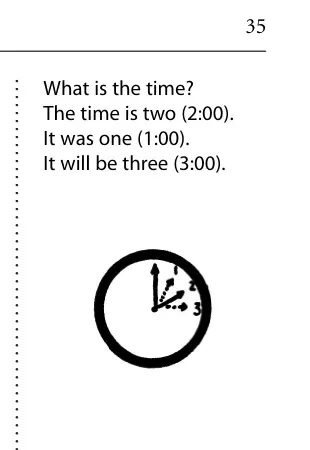 35
What is the time?
The time is two (2:00).
It was one (1:00).
It will be three (3:00).
1
2
3